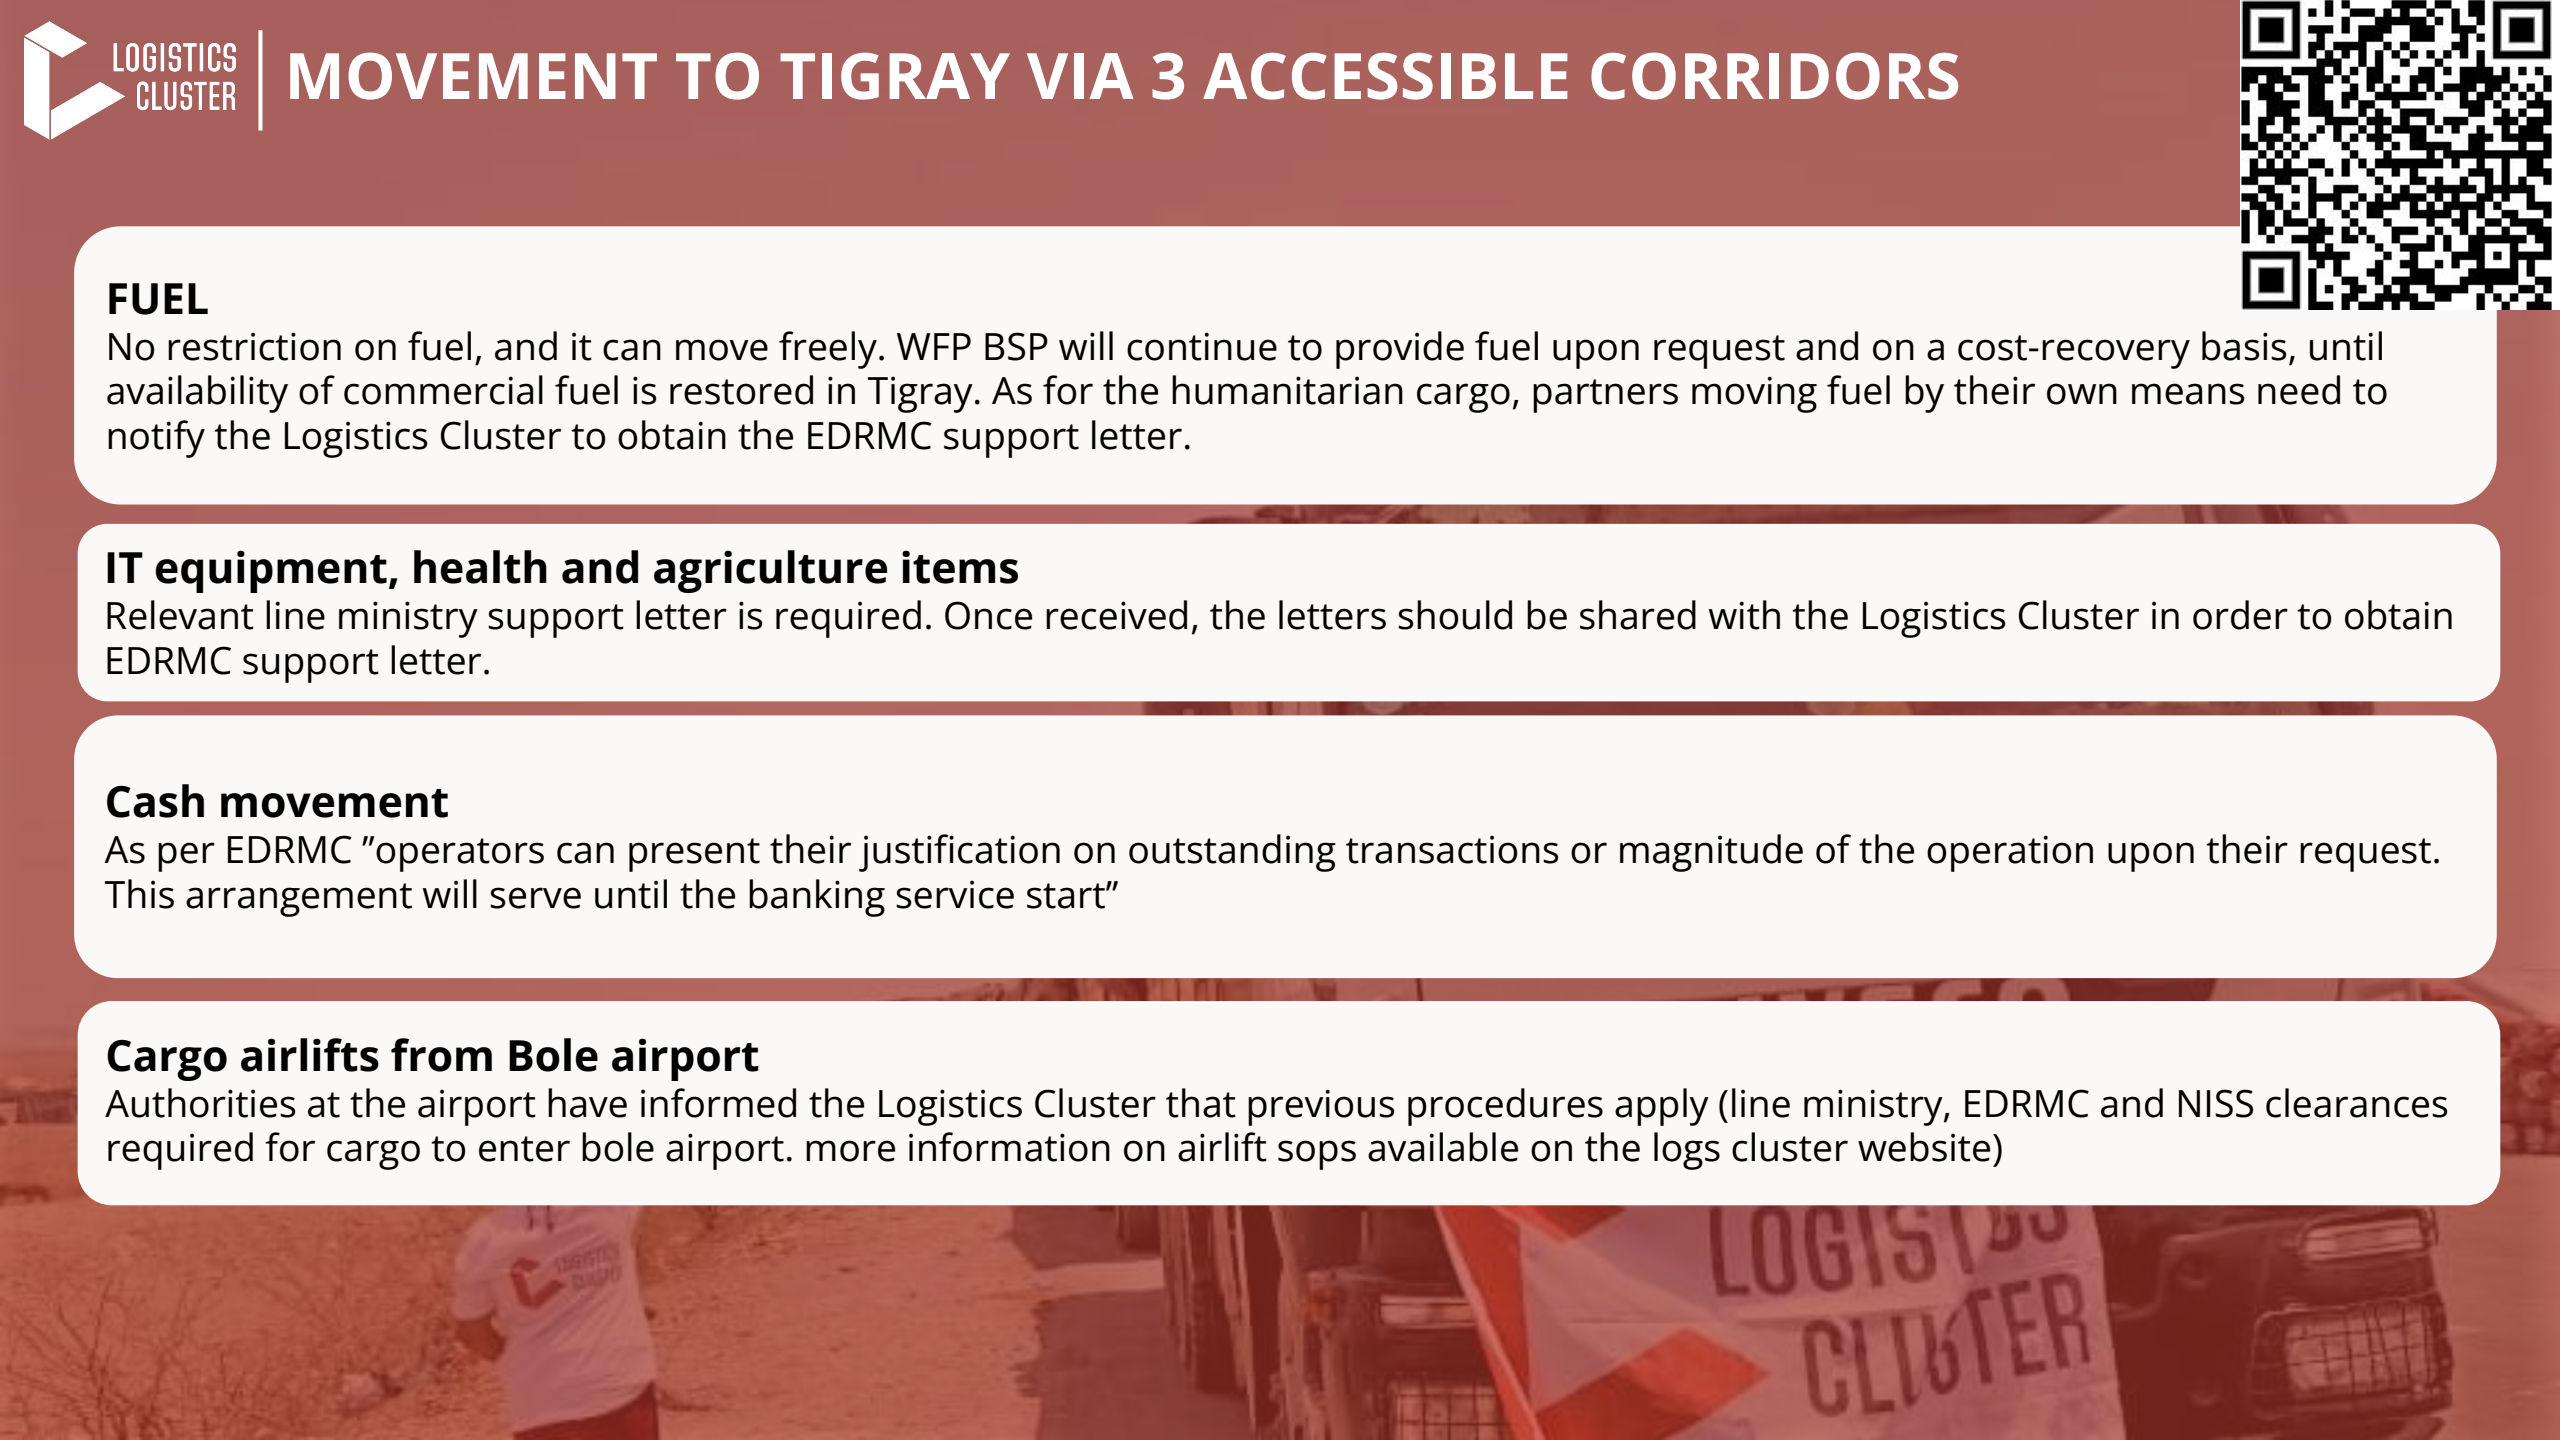 LOGISTICS
CLUSTER
MOVEMENT TO TIGRAY VIA 3 ACCESSIBLE CORRIDORS
FUEL
No restriction on fuel, and it can move freely. WFP BSP will continue to provide fuel upon request and on a cost-recovery basis, until
availability of commercial fuel is restored in Tigray. As for the humanitarian cargo, partners moving fuel by their own means need to
notify the Logistics Cluster to obtain the EDRMC support letter.
IT equipment, health and agriculture items
Relevant line ministry support letter is required. Once received, the letters should be shared with the Logistics Cluster in order to obtain
EDRMC support letter.
Cash movement
As per EDRMC ”operators can present their justification on outstanding transactions or magnitude of the operation upon their request.
This arrangement will serve until the banking service start”
Cargo airlifts from Bole airport
Authorities at the airport have informed the Logistics Cluster that previous procedures apply (line ministry, EDRMC and NISS clearances
required for cargo to enter bole airport. more information on airlift sops available on the logs cluster website)
LOGISTICS
CLUSTER